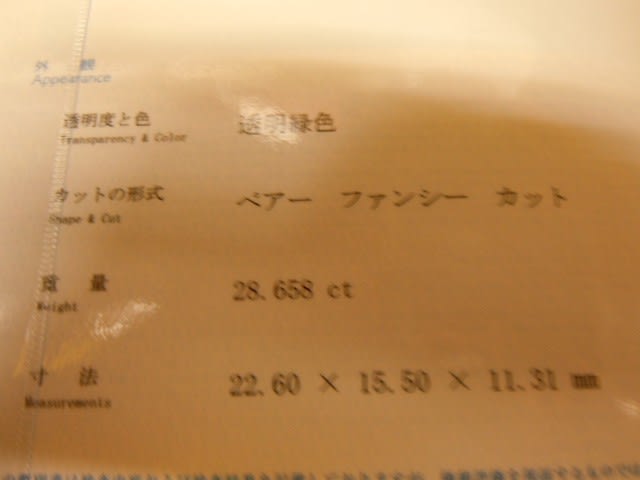 外 観
Appearance
透明度と色 透明緑色
Transparency & Color
カットの形式 ペアー ファンシー カット
Shape & Cut
重 量 28.658 ct
Weight
寸 法 22.60 × 15.50 × 11.31 mm
Measurements